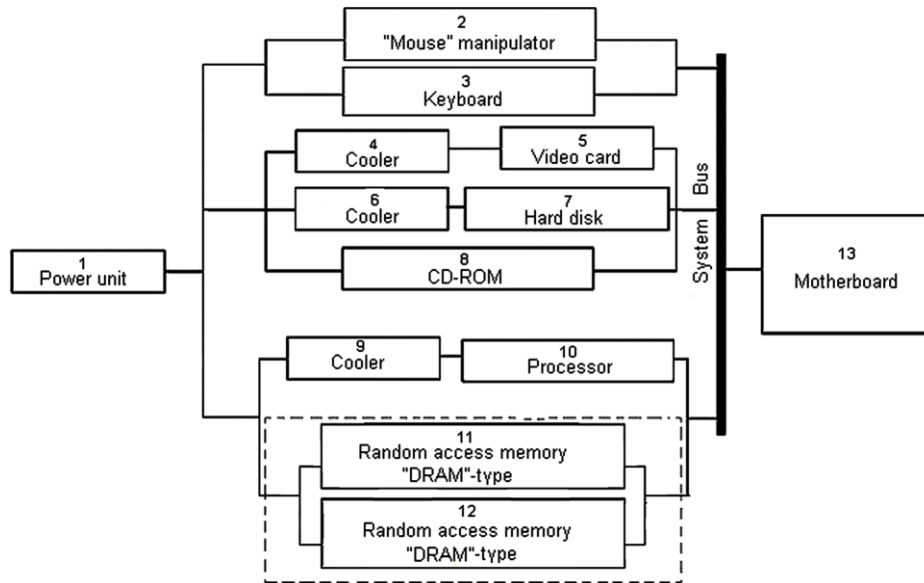 2
"Mouse" manipulator
3
Keyboard
4
Cooler
5
Video card
6
Cooler
7
Hard disk
8
CD-ROM
1
Power unit
System Bus
13
Motherboard
9
Cooler
10
Processor
11
Random access memory
"DRAM"-type
12
Random access memory
"DRAM"-type